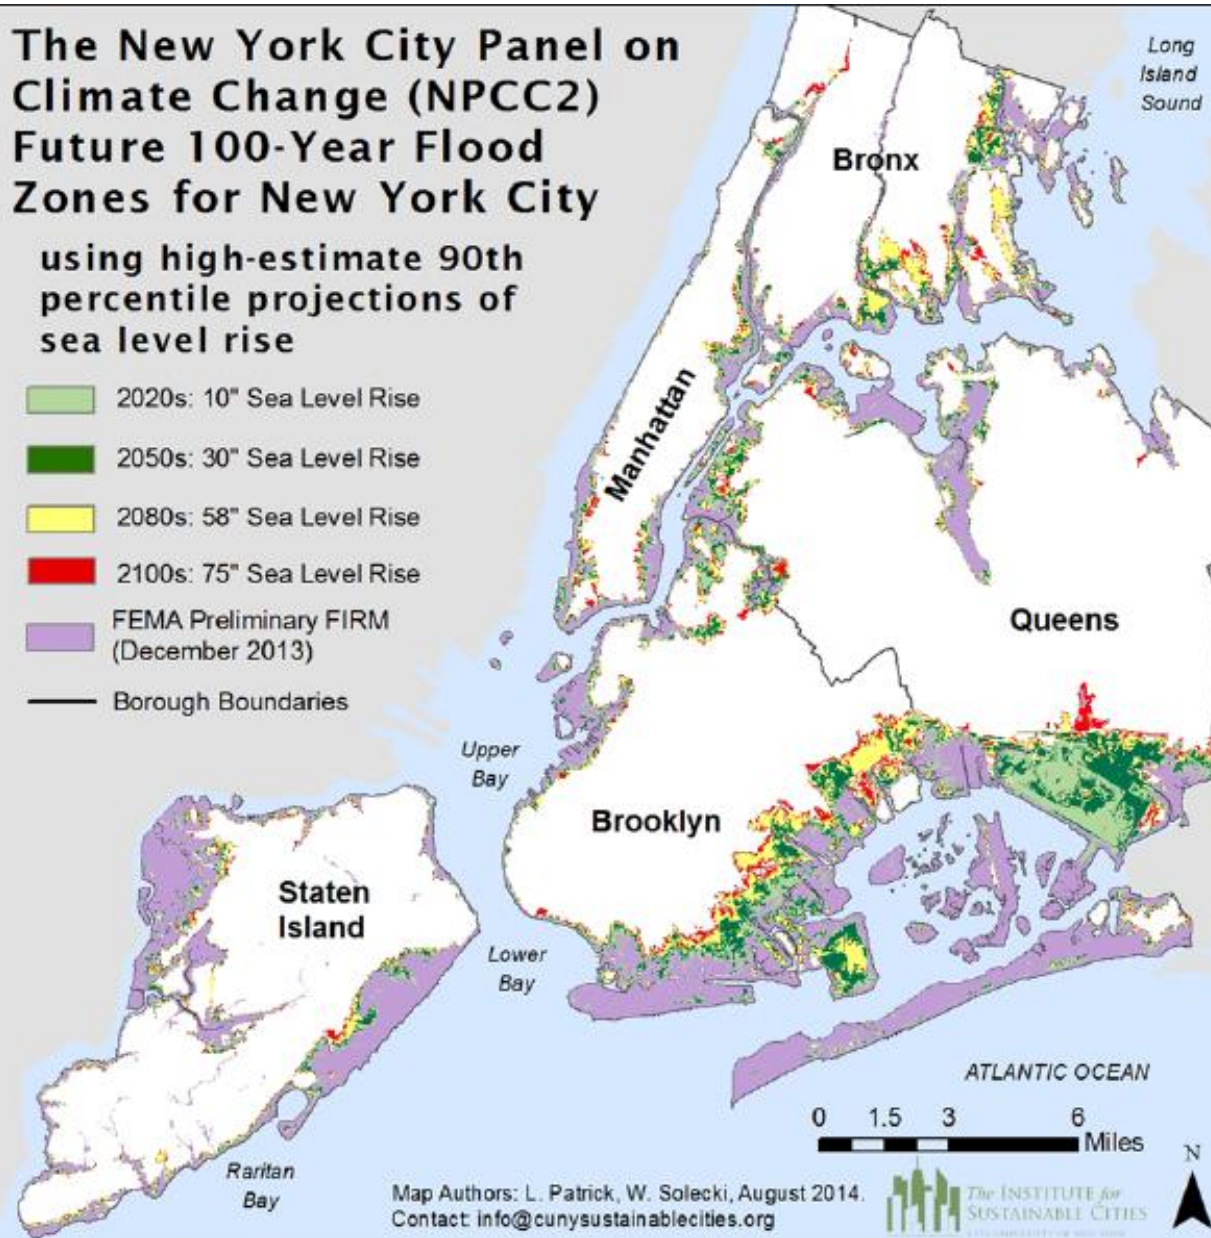 The New York City Panel on
Climate Change (NPCC2)
Future 100-Year Flood
Zones for New York City
using high-estimate 90th
percentile projections of
sea level rise
2020s: 10" Sea Level Rise
2050s: 30" Sea Level Rise
2080s: 58" Sea Level Rise
2100s: 75" Sea Level Rise
FEMA Preliminary FIRM
(December 2013)
Borough Boundaries
Long
Island
Sound
Bronx
Manhattan
Queens
Upper
Bay
Brooklyn
Staten
Island
Lower
Bay
ATLANTIC OCEAN
0 1.5 3 6
Miles
Raritan
Bay
N
Map Authors: L. Patrick, W. Solecki, August 2014.
Contact: info@cunysustainablecities.org
The INSTITUTE for
SUSTAINABLE CITIES